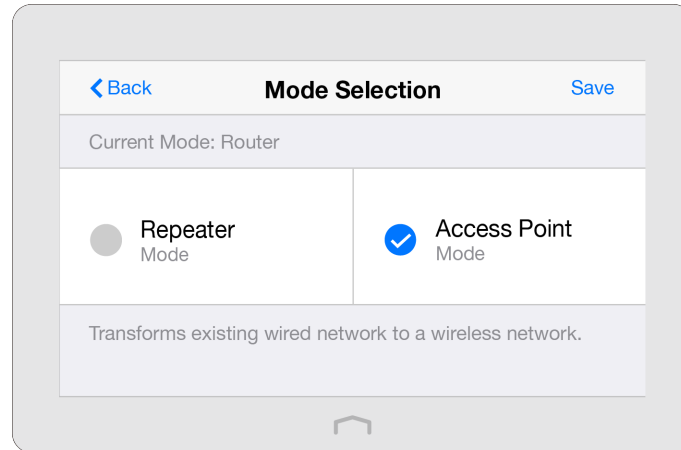 Back Mode Selection Save
Current Mode: Router
Repeater
Mode
Access Point
Mode
Transforms existing wired network to a wireless network.